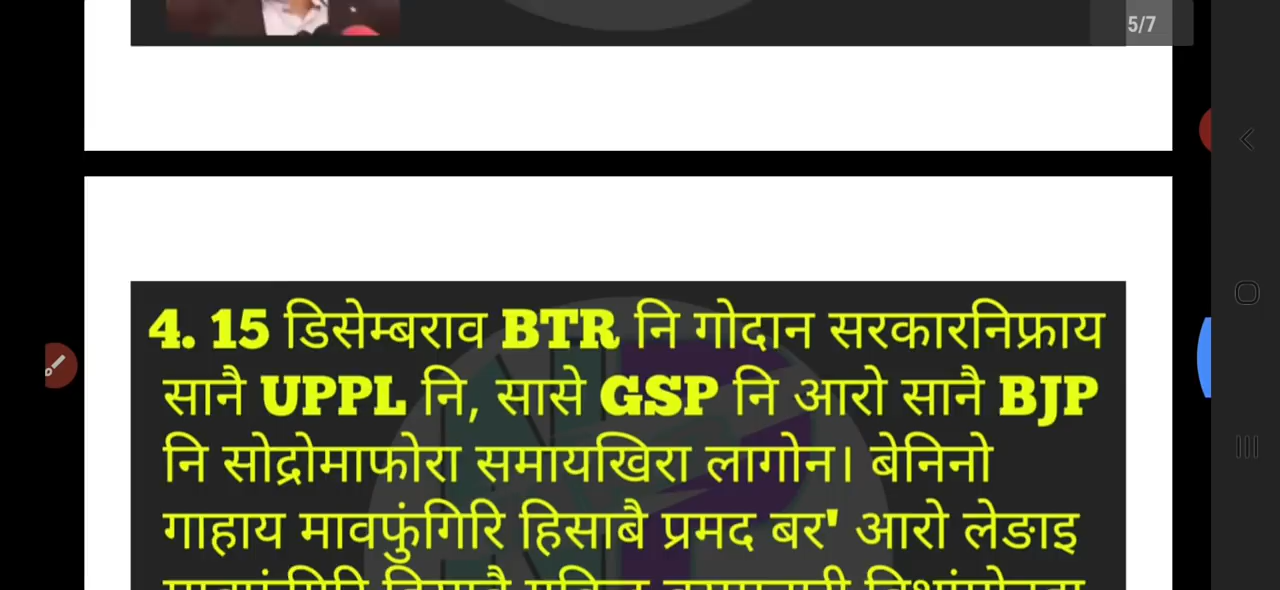 5/7
4. 15 डिसेम्बराव BTR नि गोदान सरकारनिफ्राय
सानै UPPL नि, सासे GSP नि आरो सानै BJP
नि सोद्रोमाफोरा समायखिरा लागोन। बेनिनो
गाहाय मावफुंगिरि हिसाबै प्रमद बर' आरो लेङाइ